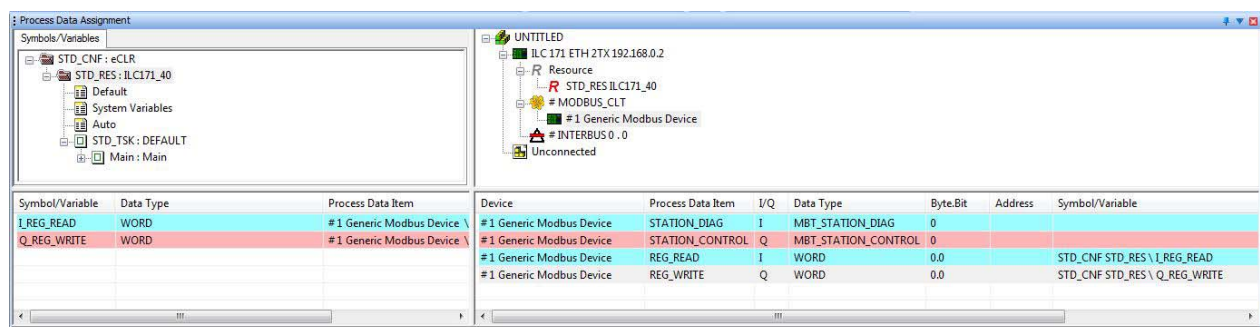 Process Data Assignment
Symbols/Variables
STD_CNF : eCLR
STD_RES : ILC171_40
Default
System Variables
Auto
STD_TSK : DEFAULT
Main : Main
UNTITLED
ILC 171 ETH 2TX 192.168.0.2
R Resource
R STD_RES ILC171_40
# MODBUS_CLT
#1 Generic Modbus Device
# INTERBUS 0 . 0
Unconnected
Symbol/Variable Data Type Process Data Item
I_REG_READ WORD #1 Generic Modbus Device \
Q_REG_WRITE WORD #1 Generic Modbus Device \
Device Process Data Item I/Q Data Type Byte.Bit Address Symbol/Variable
#1 Generic Modbus Device STATION_DIAG I MBT_STATION_DIAG 0
#1 Generic Modbus Device STATION_CONTROL Q MBT_STATION_CONTROL 0
#1 Generic Modbus Device REG_READ I WORD 0.0 STD_CNF STD_RES \ I_REG_READ
#1 Generic Modbus Device REG_WRITE Q WORD 0.0 STD_CNF STD_RES \ Q_REG_WRITE